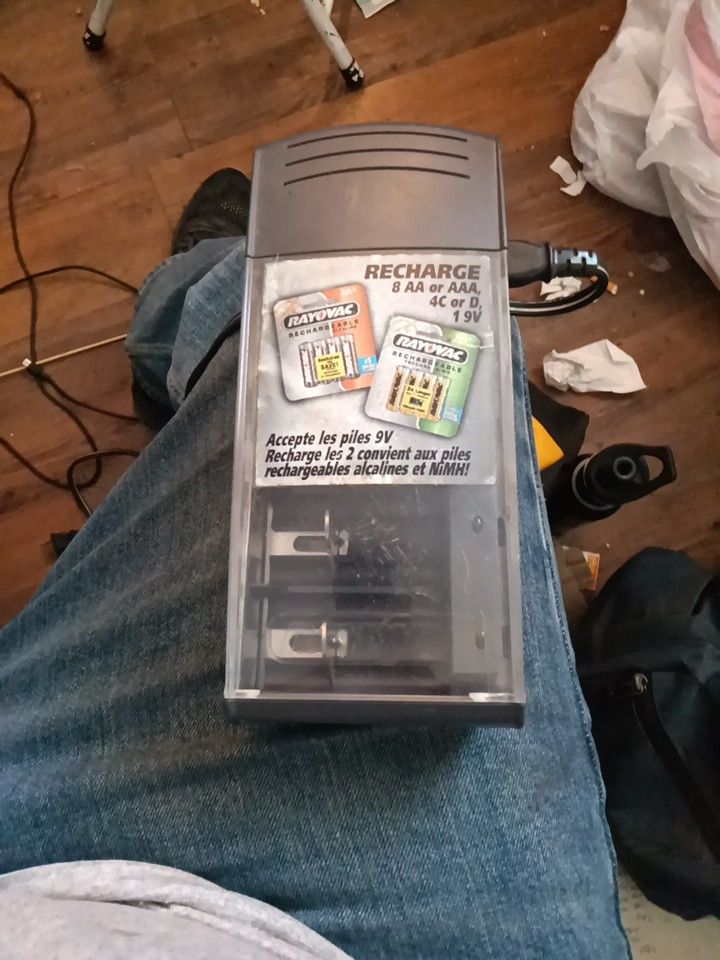 RECHARGE
8 AA or AAA,
4C or D,
1 9V
RAYOVAC
RECHARGEABLE
RAYOVAC
RECHARGEABLE
Accepte les piles 9V
Recharge les 2 convient aux piles
rechargeables alcalines et NiMH!